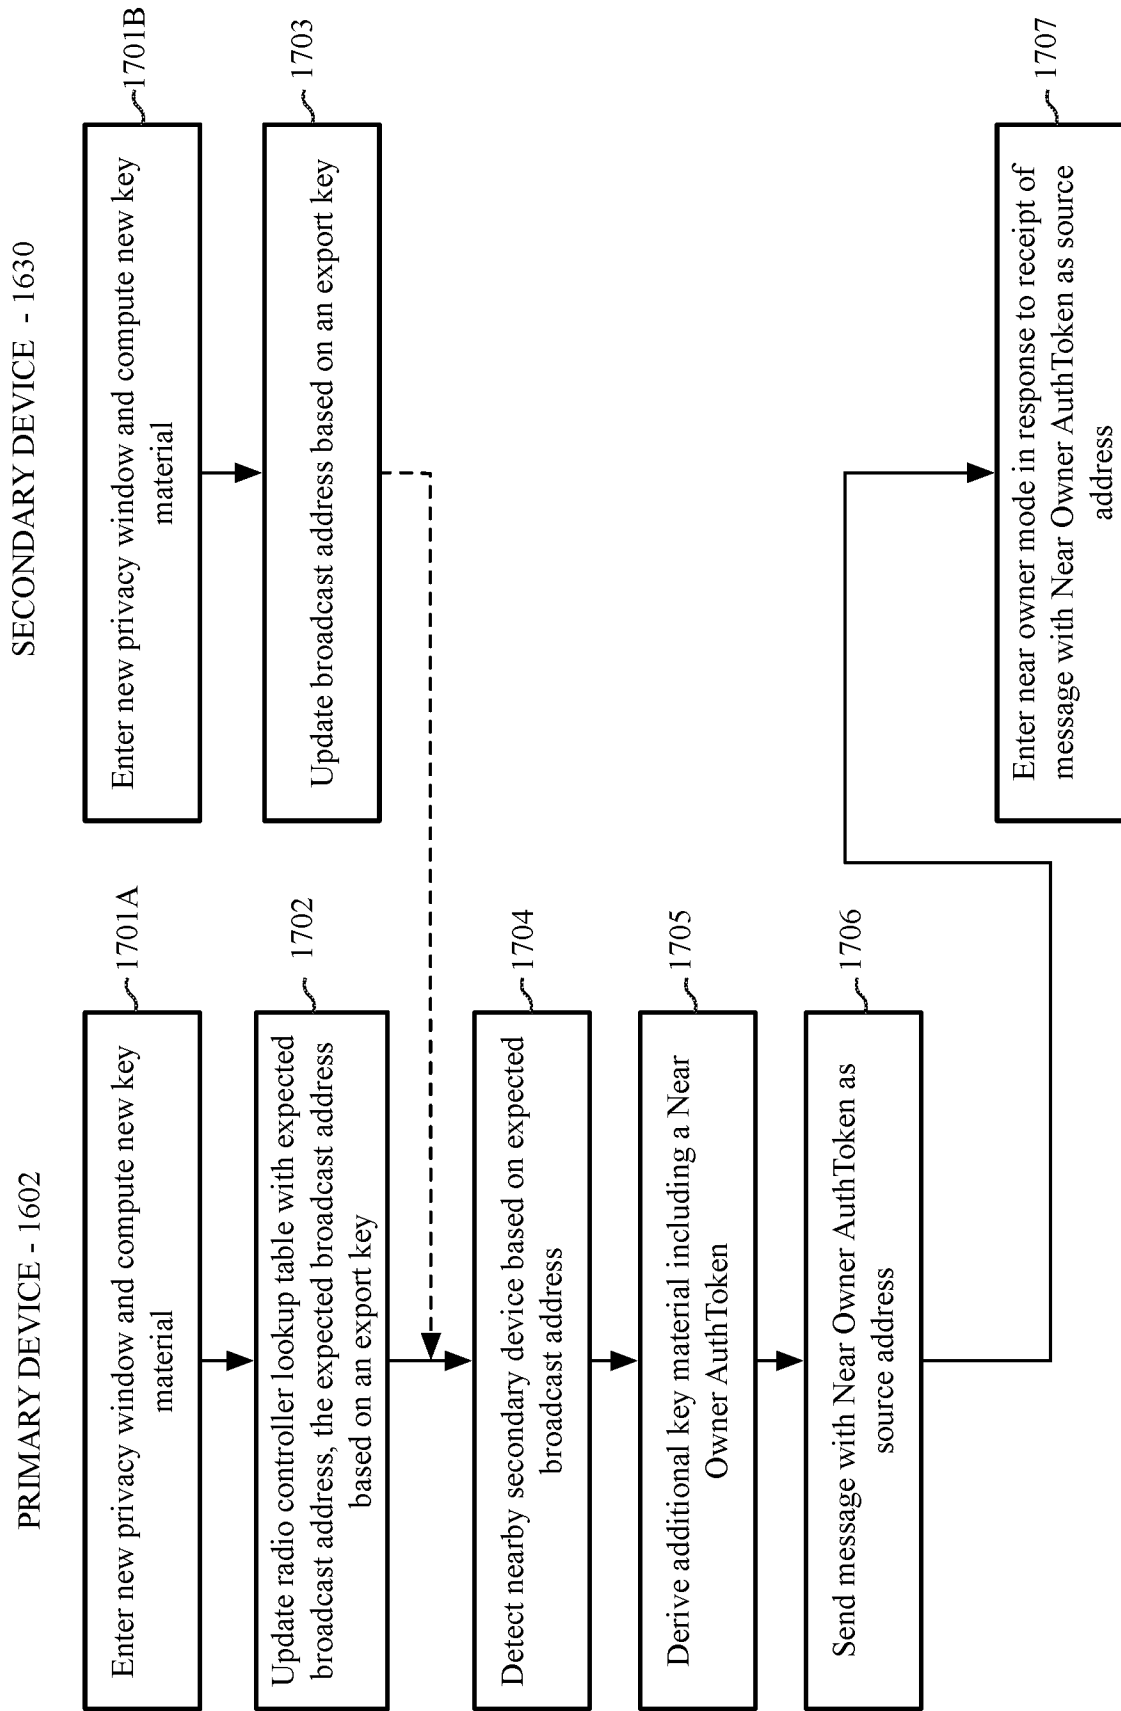 PRIMARY DEVICE - 1602
Enter new privacy window and compute new key
material
1701A
Update radio controller lookup table with expected
broadcast address, the expected broadcast address
based on an export key
1702
Detect nearby secondary device based on expected
broadcast address
1704
Derive additional key material including a Near
Owner AuthToken
1705
Send message with Near Owner AuthToken as
source address
1706
SECONDARY DEVICE - 1630
Enter new privacy window and compute new key
material
1701B
Update broadcast address based on an export key
1703
Enter near owner mode in response to receipt of
message with Near Owner AuthToken as source
address
1707